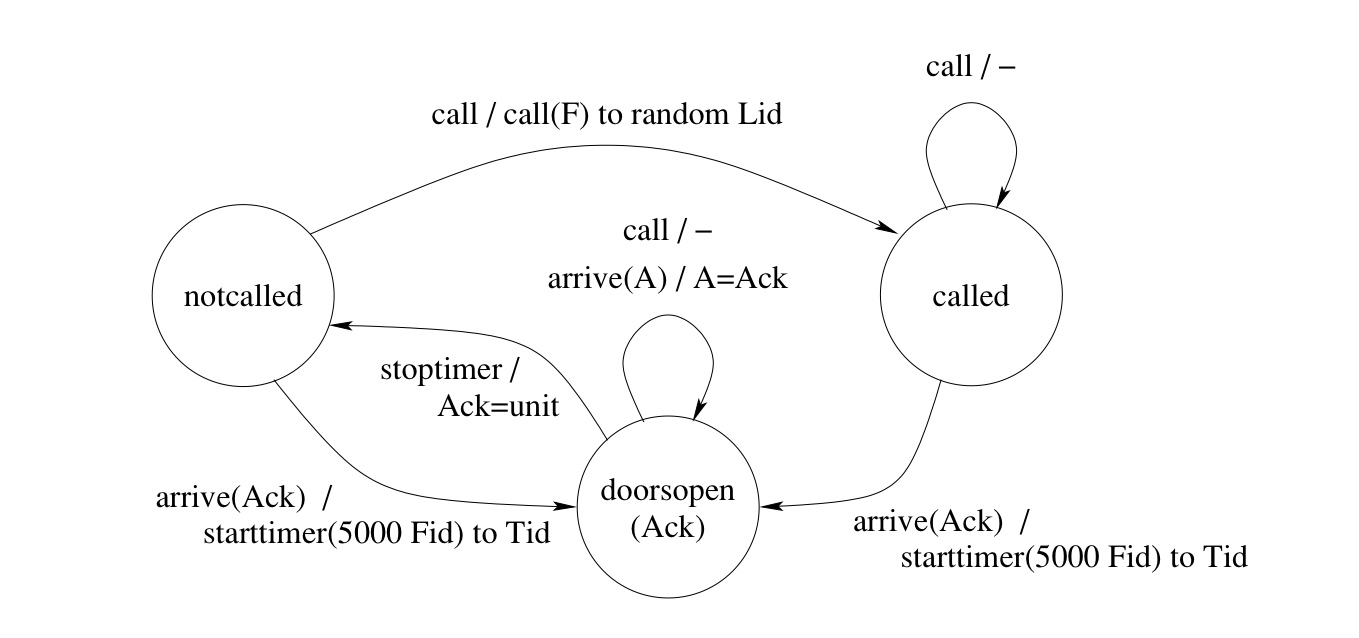 call / –
call / call(F) to random Lid
call / –
arrive(A) / A=Ack
notcalled
called
stoptimer /
Ack=unit
doorsopen
(Ack)
arrive(Ack) /
starttimer(5000 Fid) to Tid
arrive(Ack) /
starttimer(5000 Fid) to Tid